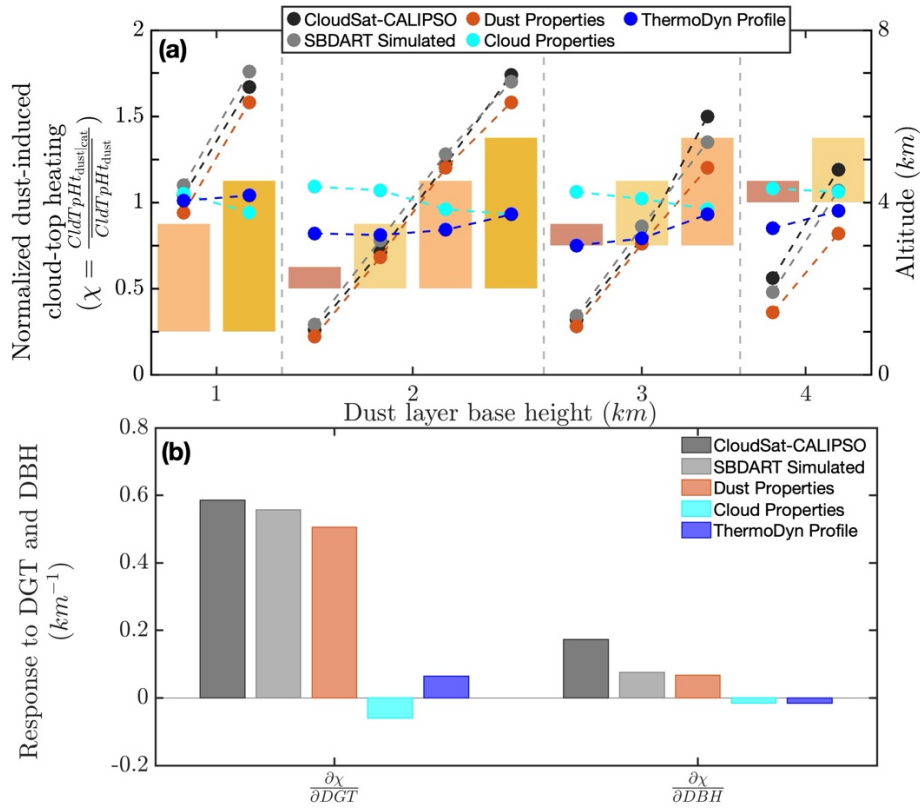 CloudSat-CALIPSO
Dust Properties
ThermoDyn Profile
SBDART Simulated
Cloud Properties
(a)
2
1.5
1
0.5
0
8
4
0
Normalized dust-induced
cloud-top heating
(χ = CldTpHt_dust|cat / CldTpHt_dust)
Altitude (km)
1 2 3 4
Dust layer base height (km)
(b)
CloudSat-CALIPSO
SBDART Simulated
Dust Properties
Cloud Properties
ThermoDyn Profile
0.8
0.6
0.4
0.2
0
-0.2
Response to DGT and DBH
(km⁻¹)
∂χ/∂DGT ∂χ/∂DBH